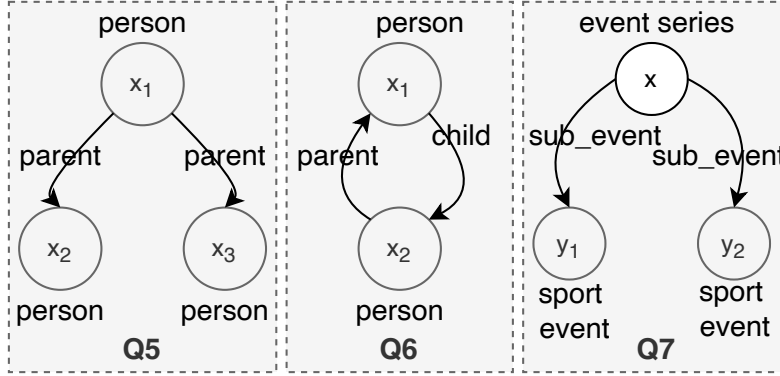 person
x1
parent
parent
x2
x3
person
person
Q5
person
x1
child
parent
x2
person
Q6
event series
x
sub_event
sub_event
y1
y2
sport
event
sport
event
Q7